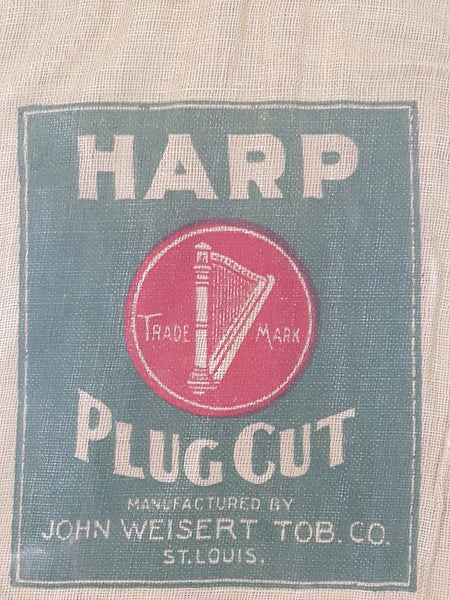 HARP
TRADE MARK
PLUG CUT
MANUFACTURED BY
JOHN WEISERT TOB. CO.
ST. LOUIS.